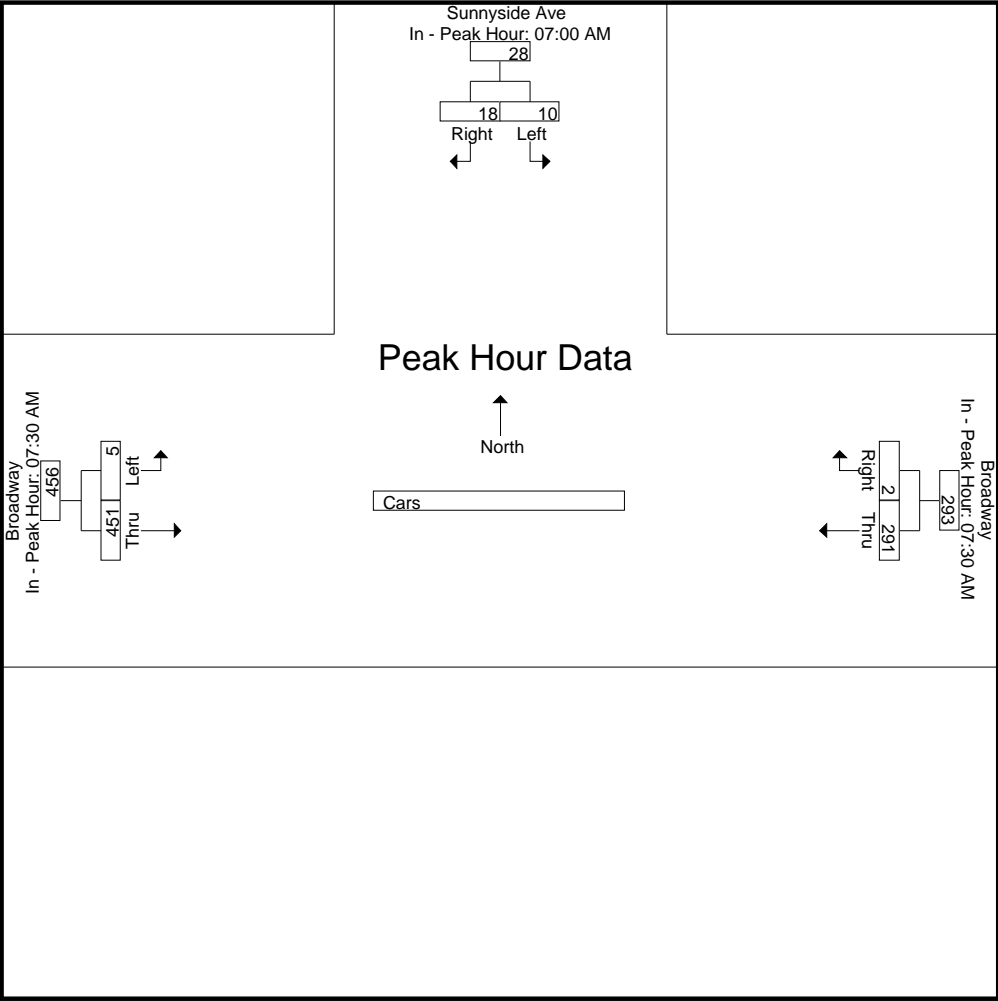 Sunnyside Ave
In - Peak Hour: 07:00 AM
28
18 10
Right Left
Peak Hour Data
North
Cars
Broadway
In - Peak Hour: 07:30 AM
456
5 451
Left Thru
Broadway
In - Peak Hour: 07:30 AM
293
2 291
Right Thru